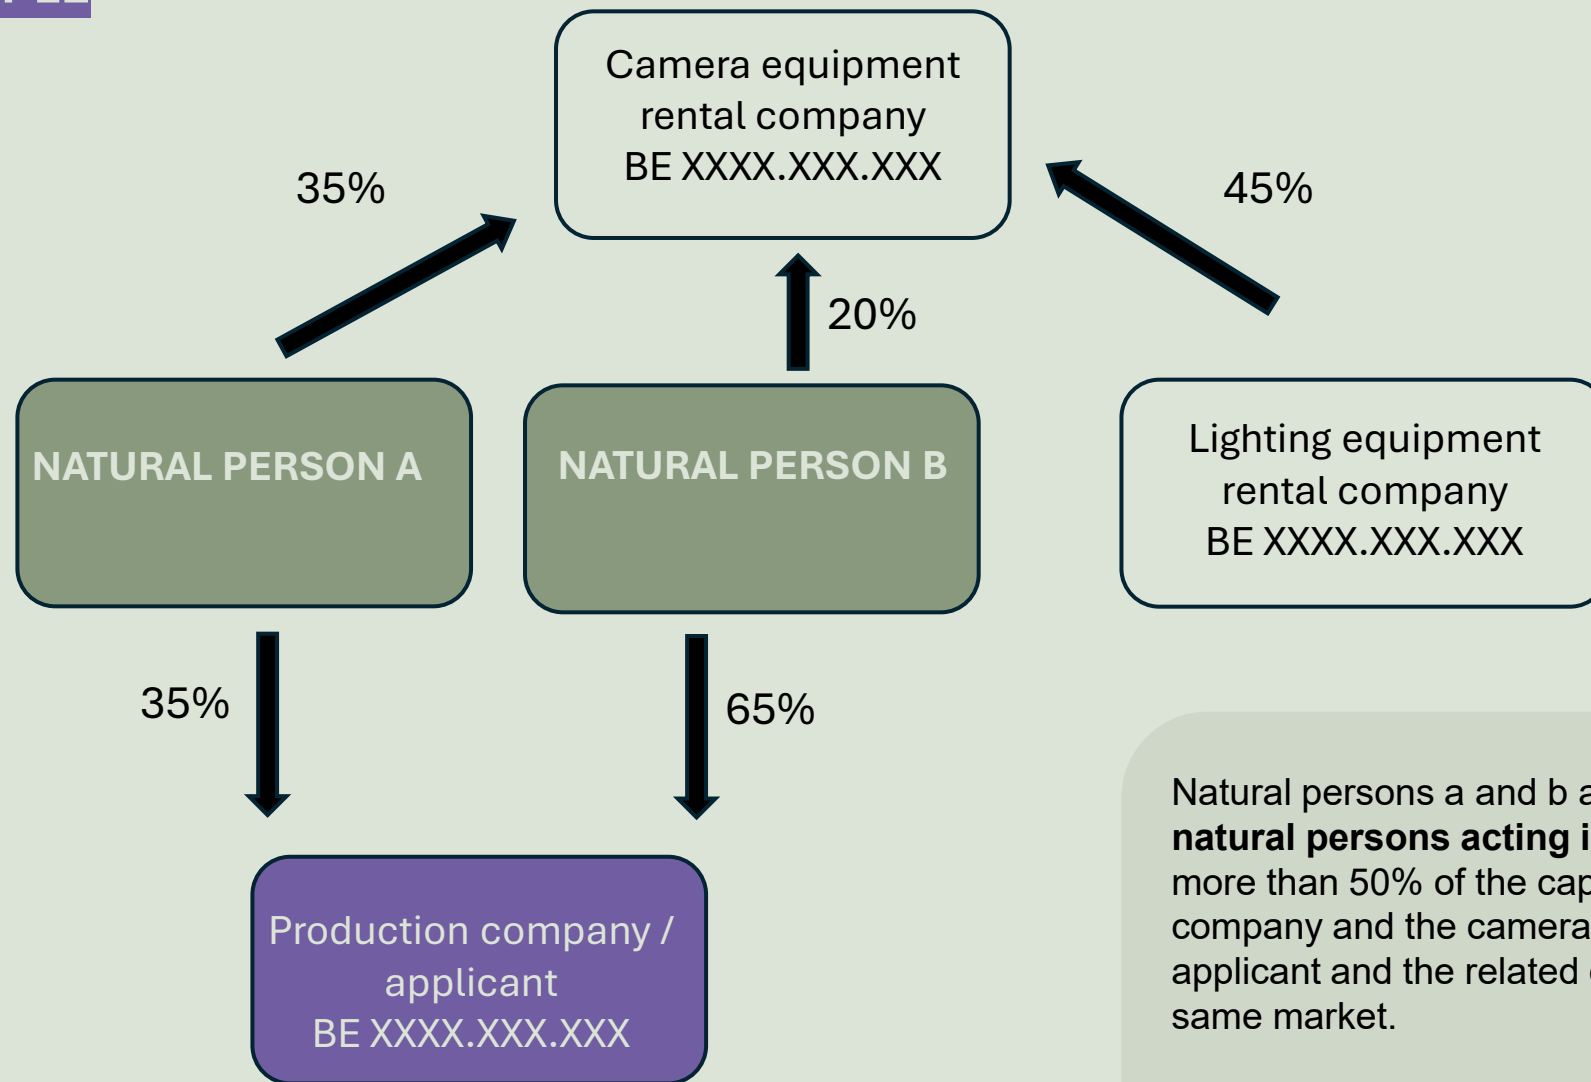 Camera equipment
rental company
BE XXXX.XXX.XXX
35%
45%
20%
NATURAL PERSON A
NATURAL PERSON B
Lighting equipment
rental company
BE XXXX.XXX.XXX
35%
65%
Production company /
applicant
BE XXXX.XXX.XXX
Natural persons a and b a
natural persons acting i
more than 50% of the cap
company and the camera
applicant and the related
same market.